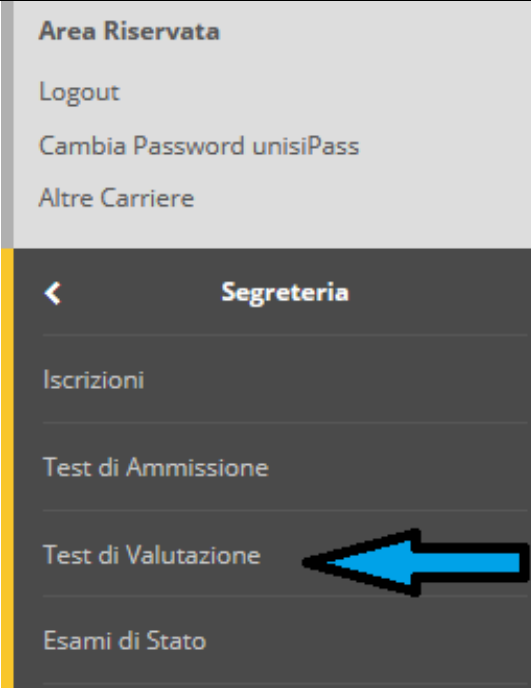 Area Riservata
Logout
Cambia Password unisiPass
Altre Carriere
Segreteria
Iscrizioni
Test di Ammissione
Test di Valutazione
Esami di Stato